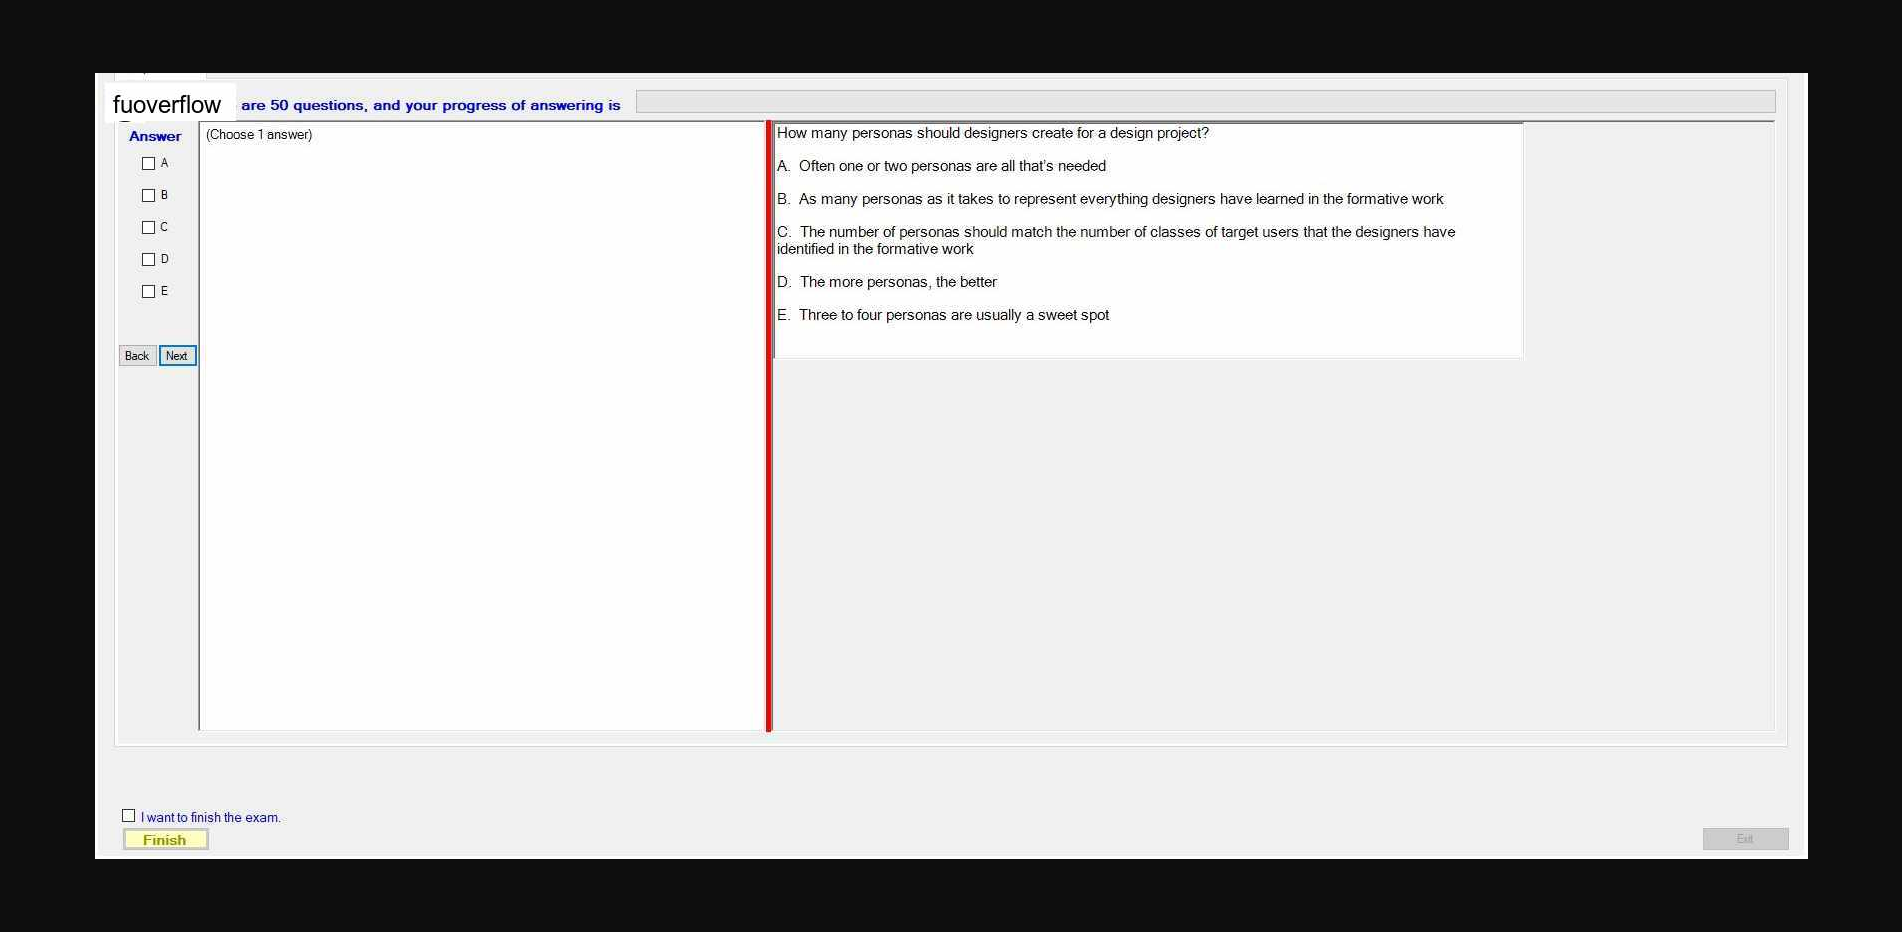 fuoverflow are 50 questions, and your progress of answering is
Answer
(Choose 1 answer)
A
B
C
D
E
Back Next
How many personas should designers create for a design project?
A. Often one or two personas are all that's needed
B. As many personas as it takes to represent everything designers have learned in the formative work
C. The number of personas should match the number of classes of target users that the designers have
identified in the formative work
D. The more personas, the better
E. Three to four personas are usually a sweet spot
I want to finish the exam.
Finish
Exit